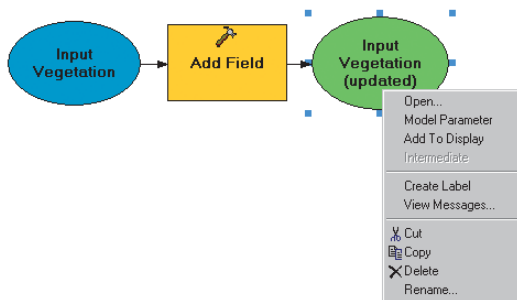 Input
Vegetation
Add Field
Input
Vegetation
(updated)
Open...
Model Parameter
Add To Display
Intermediate
Create Label
View Messages...
Cut
Copy
Delete
Rename...